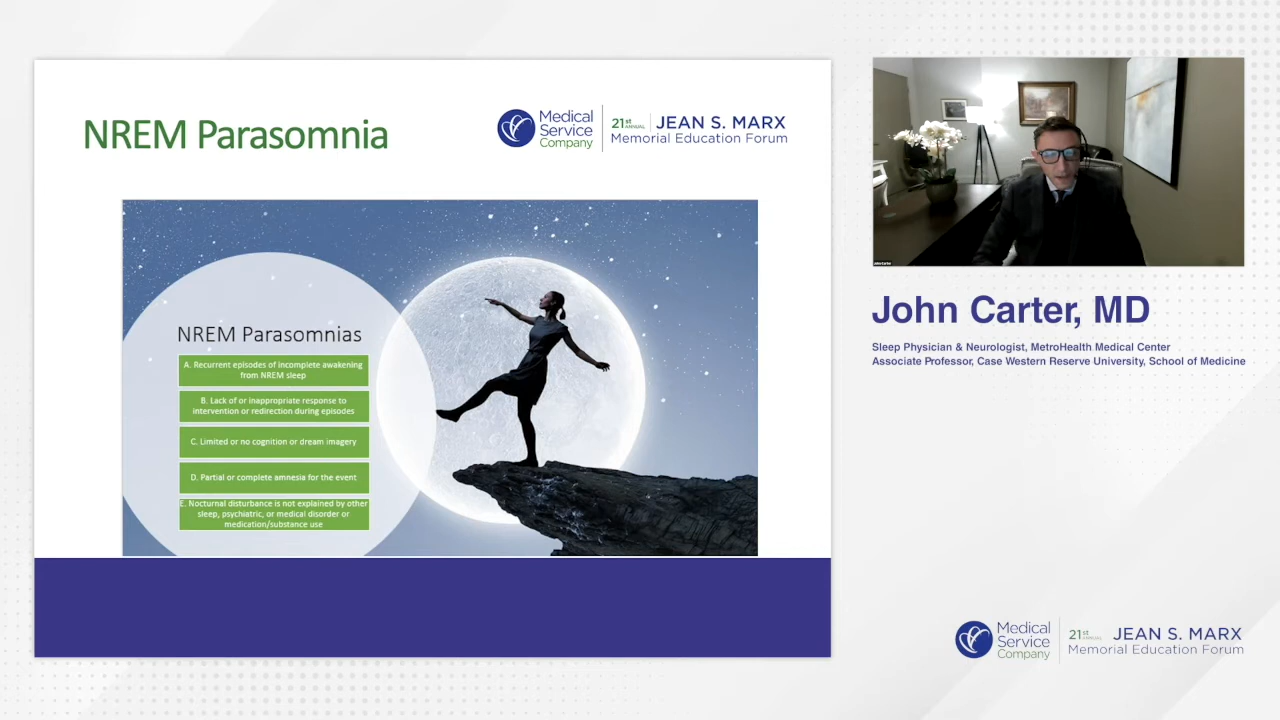 NREM Parasomnia
Medical
Service
Company
21st
ANNUAL
JEAN S. MARX
Memorial Education Forum
NREM Parasomnias
A. Recurrent episodes of incomplete awakening
from NREM sleep
B. Lack of or inappropriate response to
intervention or redirection during episodes
C. Limited or no cognition or dream imagery
D. Partial or complete amnesia for the event
E. Nocturnal disturbance is not explained by other
sleep, psychiatric, or medical disorder or
medication/substance use
John Carter
John Carter, MD
Sleep Physician & Neurologist, MetroHealth Medical Center
Associate Professor, Case Western Reserve University, School of Medicine
Medical
Service
Company
21st
ANNUAL
JEAN S. MARX
Memorial Education Forum